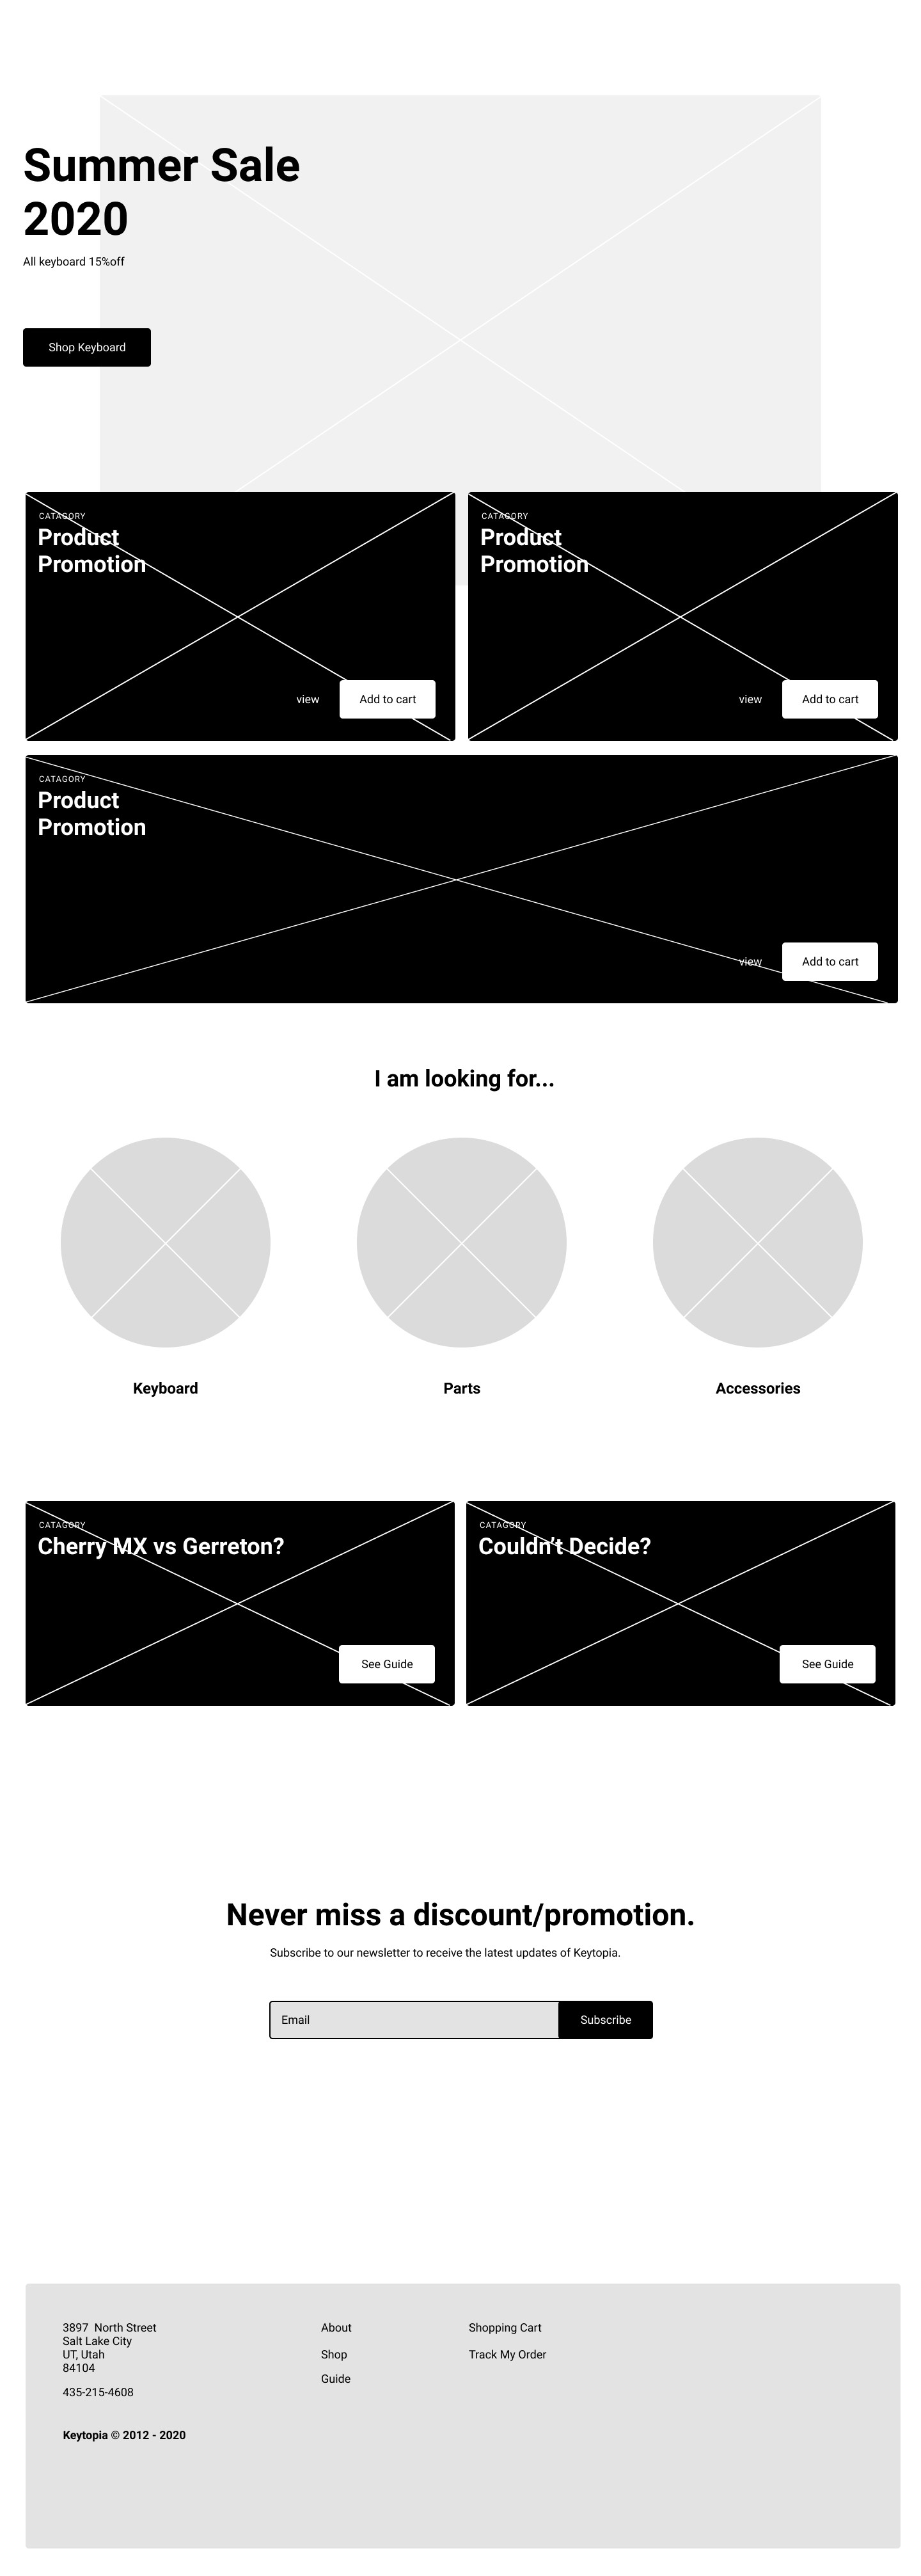 Summer Sale
2020
All keyboard 15%off
Shop Keyboard
CATAGORY
Product
Promotion
view
Add to cart
CATAGORY
Product
Promotion
view
Add to cart
CATAGORY
Product
Promotion
view
Add to cart
I am looking for...
Keyboard
Parts
Accessories
CATAGORY
Cherry MX vs Gerreton?
See Guide
CATAGORY
Couldn't Decide?
See Guide
Never miss a discount/promotion.
Subscribe to our newsletter to receive the latest updates of Keytopia.
Email
Subscribe
3897  North Street
Salt Lake City
UT, Utah
84104
435-215-4608
Keytopia © 2012 - 2020
About
Shop
Guide
Shopping Cart
Track My Order